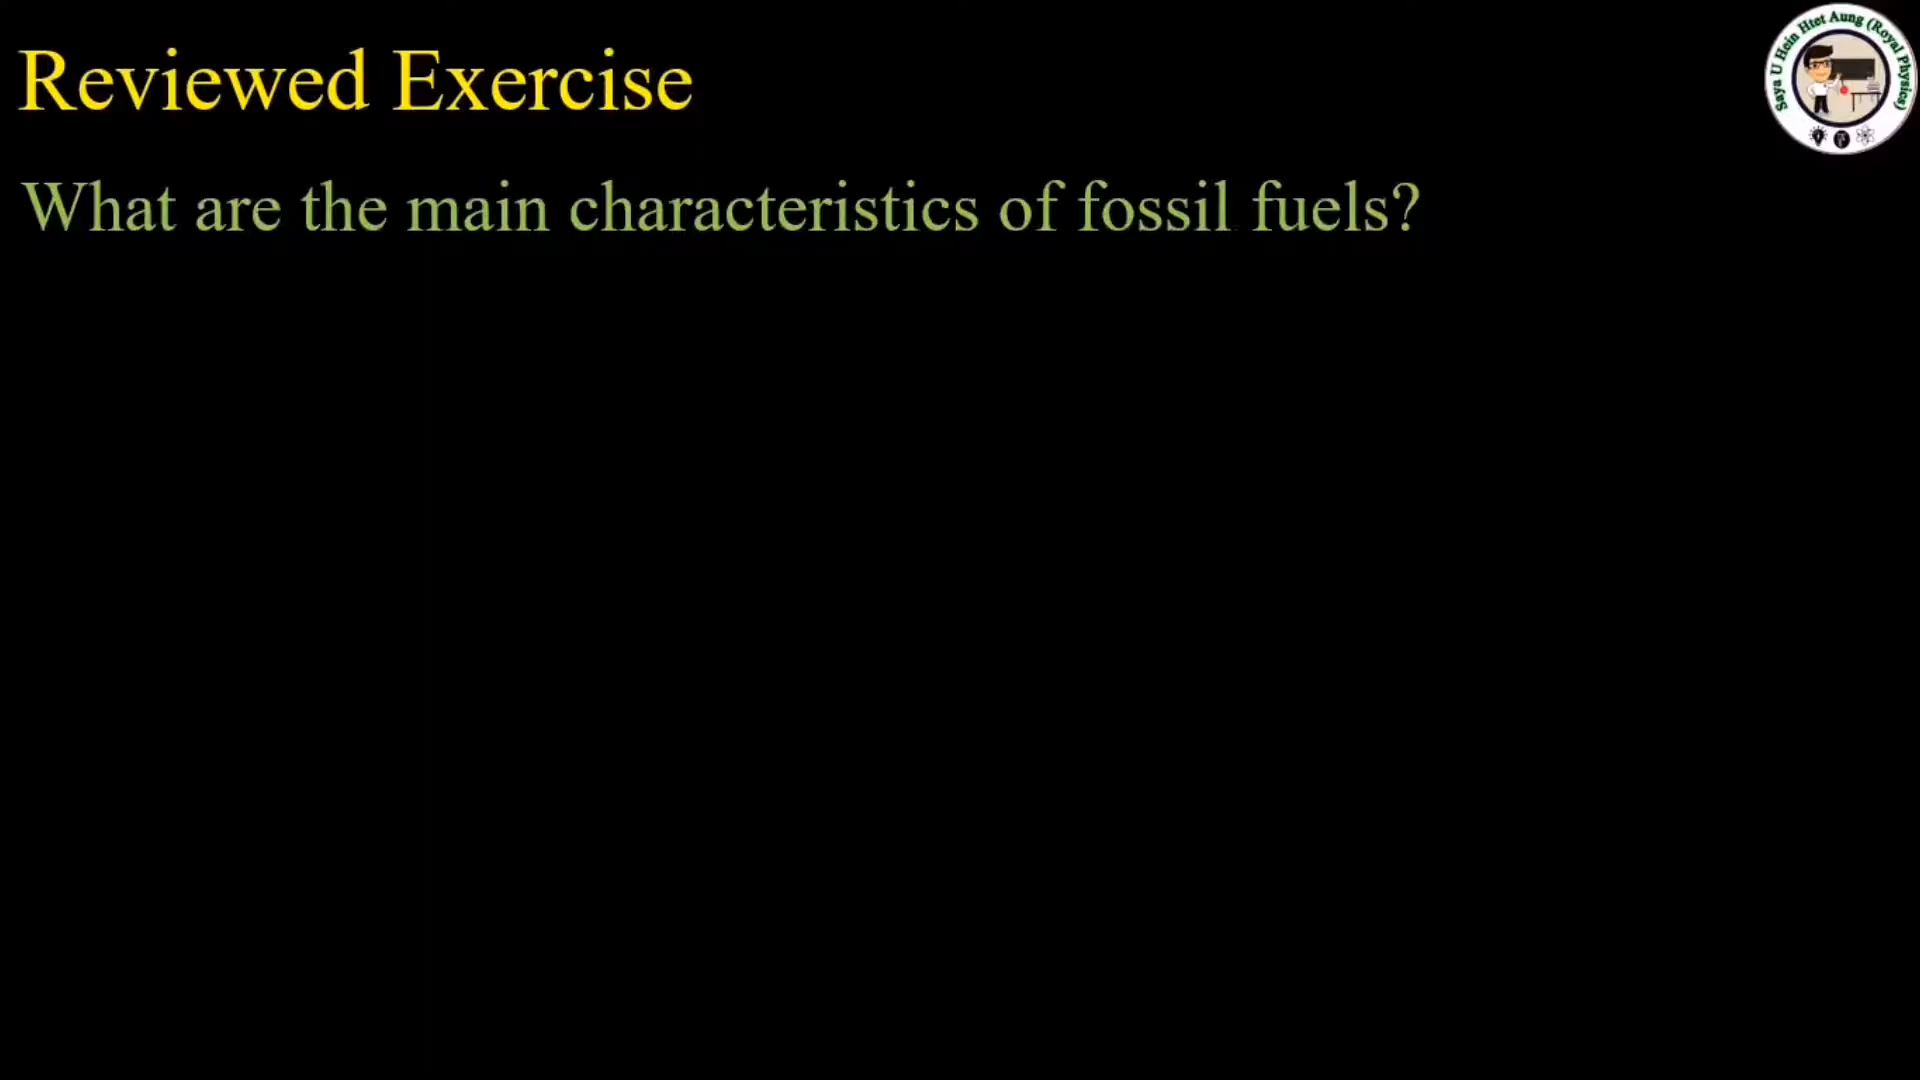 Reviewed Exercise
What are the main characteristics of fossil fuels?
Saya U Hein Htet Aung (Royal Physics)